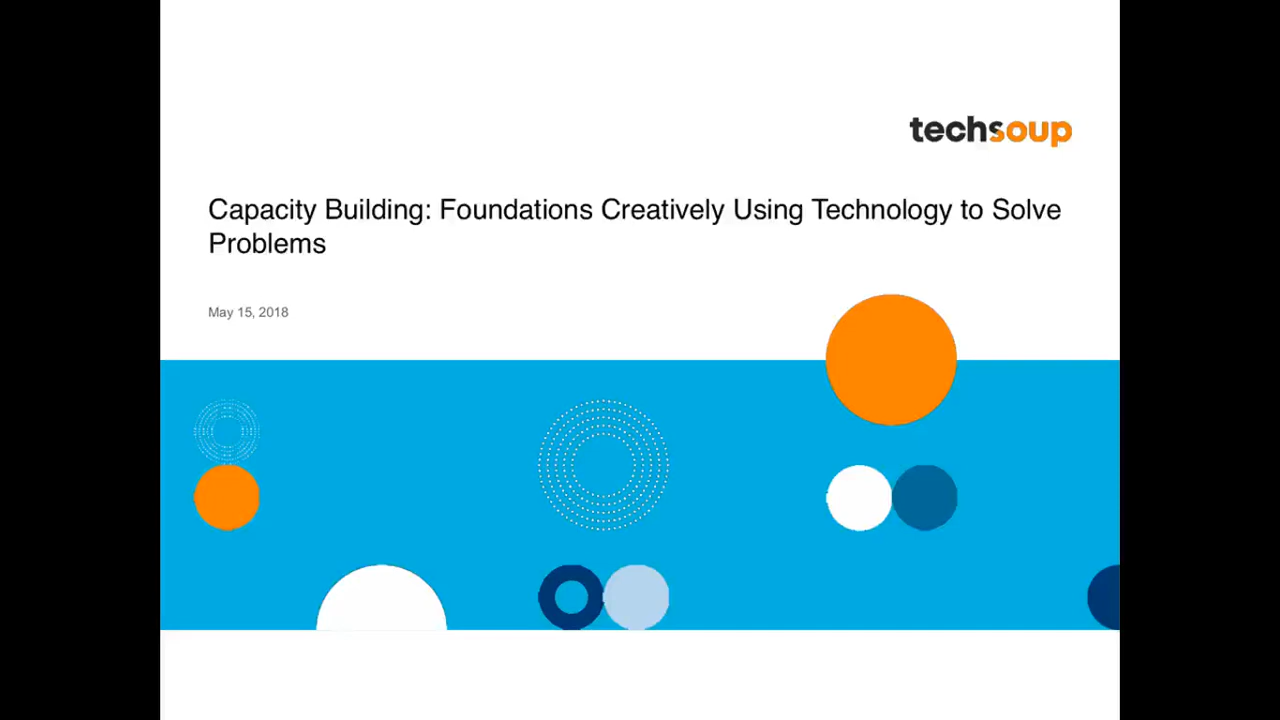 techsoup
Capacity Building: Foundations Creatively Using Technology to Solve
Problems
May 15, 2018